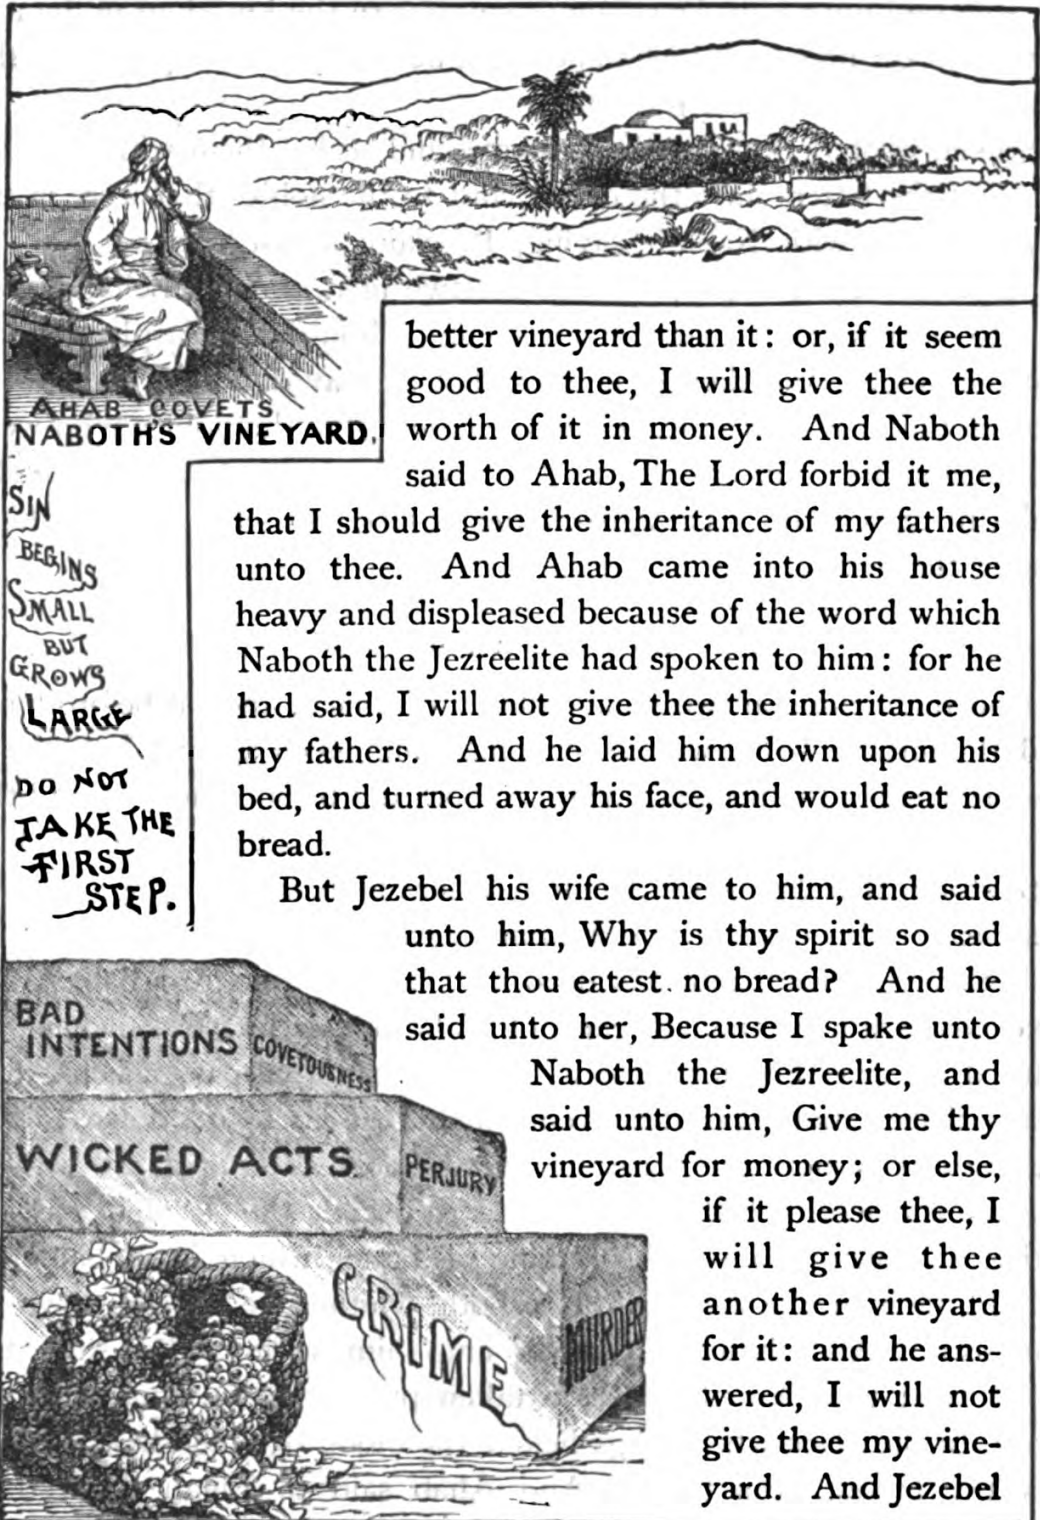 AHAB COVETS
NABOTH'S VINEYARD.
better vineyard than it: or, if it seem
good to thee, I will give thee the
worth of it in money. And Naboth
said to Ahab, The Lord forbid it me,
that I should give the inheritance of my fathers
unto thee. And Ahab came into his house
heavy and displeased because of the word which
Naboth the Jezreelite had spoken to him: for he
had said, I will not give thee the inheritance of
my fathers. And he laid him down upon his
bed, and turned away his face, and would eat no
bread.
SIN
BEGINS
SMALL
BUT
GROWS
LARGE
DO NOT
TAKE THE
FIRST
STEP.
But Jezebel his wife came to him, and said
unto him, Why is thy spirit so sad
that thou eatest no bread? And he
said unto her, Because I spake unto
Naboth the Jezreelite, and
said unto him, Give me thy
vineyard for money; or else,
if it please thee, I
will give thee
another vineyard
for it: and he ans-
wered, I will not
give thee my vine-
yard. And Jezebel
BAD
INTENTIONS
COVETOUSNESS
WICKED ACTS.
PERJURY
CRIME
MURDER